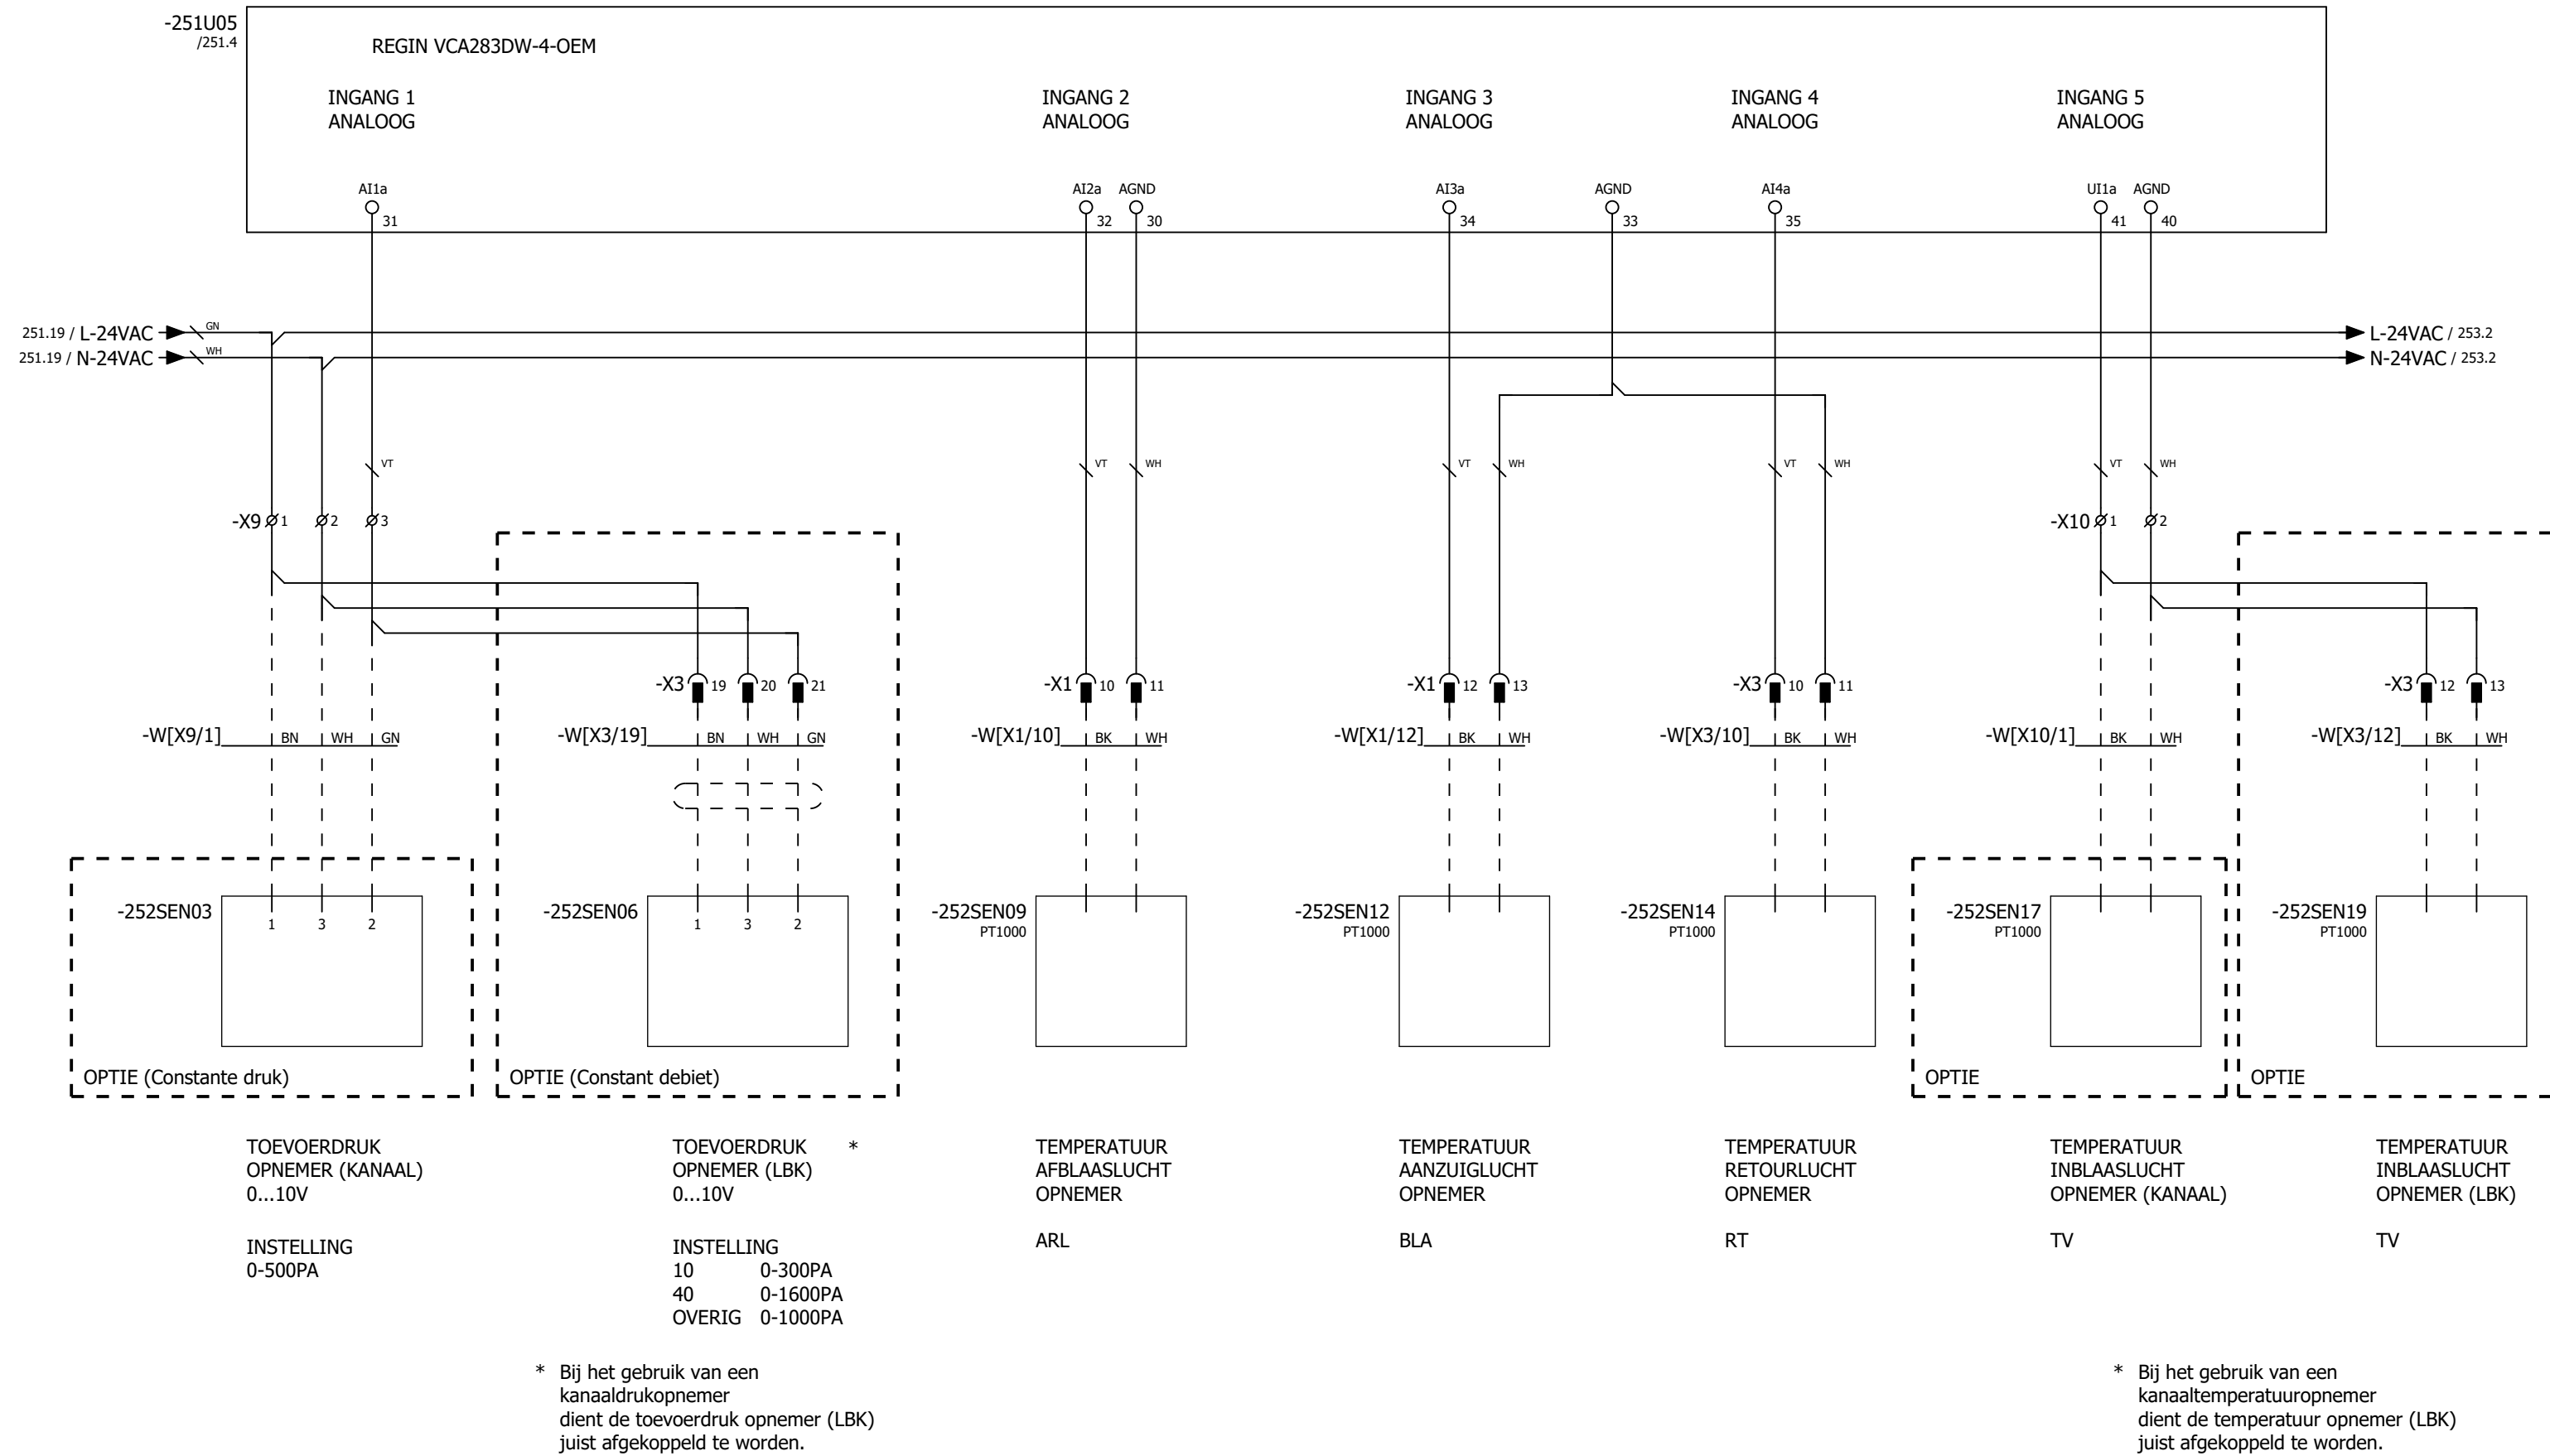 -251U05
/251.4
REGIN VCA283DW-4-OEM
INGANG 1
ANALOOG
INGANG 2
ANALOOG
INGANG 3
ANALOOG
INGANG 4
ANALOOG
INGANG 5
ANALOOG
AI1a
AI2a AGND
AI3a
AGND
AI4a
UI1a AGND
31
32 30
34
33
35
41 40
251.19 / L-24VAC GN
251.19 / N-24VAC WH
L-24VAC / 253.2
N-24VAC / 253.2
VT
VT WH
VT WH
VT WH
VT WH
-X9 1 2 3
-X10 1 2
-X3 19 20 21
-X1 10 11
-X1 12 13
-X3 10 11
-X3 12 13
-W[X9/1] BN WH GN
-W[X3/19] BN WH GN
-W[X1/10] BK WH
-W[X1/12] BK WH
-W[X3/10] BK WH
-W[X10/1] BK WH
-W[X3/12] BK WH
-252SEN03
1 3 2
-252SEN06
1 3 2
-252SEN09
PT1000
-252SEN12
PT1000
-252SEN14
PT1000
-252SEN17
PT1000
-252SEN19
PT1000
OPTIE (Constante druk)
OPTIE (Constant debiet)
OPTIE
OPTIE
TOEVOERDRUK
OPNEMER (KANAAL)
0...10V
INSTELLING
0-500PA
TOEVOERDRUK *
OPNEMER (LBK)
0...10V
INSTELLING
10 0-300PA
40 0-1600PA
OVERIG 0-1000PA
* Bij het gebruik van een
kanaaldrukopnemer
dient de toevoerdruk opnemer (LBK)
juist afgekoppeld te worden.
TEMPERATUUR
AFBLAASLUCHT
OPNEMER
ARL
TEMPERATUUR
AANZUIGLUCHT
OPNEMER
BLA
TEMPERATUUR
RETOURLUCHT
OPNEMER
RT
TEMPERATUUR
INBLAASLUCHT
OPNEMER (KANAAL)
TV
TEMPERATUUR
INBLAASLUCHT
OPNEMER (LBK)
TV
* Bij het gebruik van een
kanaaltemperatuuropnemer
dient de temperatuur opnemer (LBK)
juist afgekoppeld te worden.